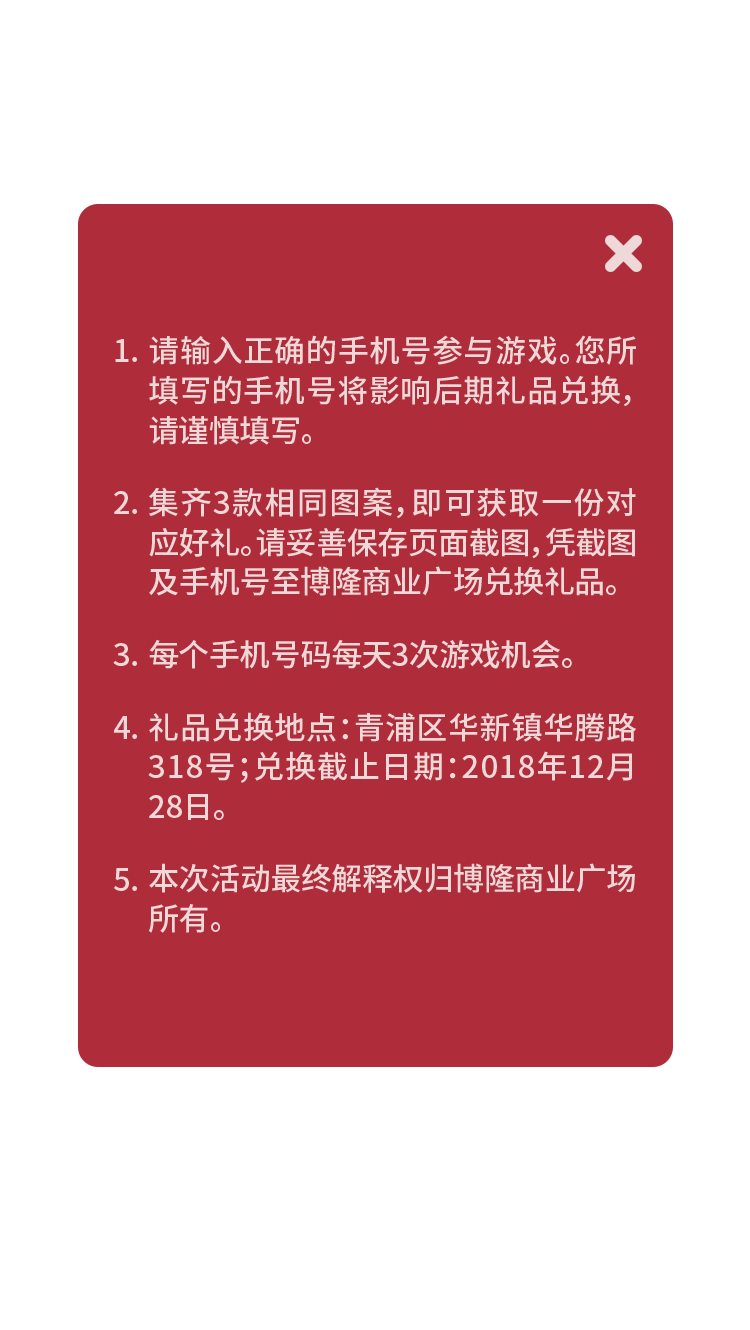 1. 请输入正确的手机号参与游戏。您所
填写的手机号将影响后期礼品兑换，
请谨慎填写。
2. 集齐3款相同图案，即可获取一份对
应好礼。请妥善保存页面截图，凭截图
及手机号至博隆商业广场兑换礼品。
3. 每个手机号码每天3次游戏机会。
4. 礼品兑换地点：青浦区华新镇华腾路
318号；兑换截止日期：2018年12月
28日。
5. 本次活动最终解释权归博隆商业广场
所有。